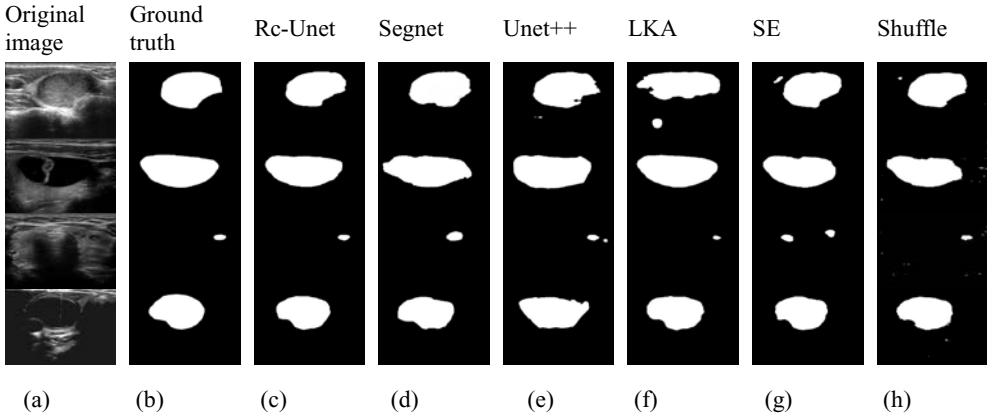 Original Ground
image truth Rc-Unet Segnet Unet++ LKA SE Shuffle
(a) (b) (c) (d) (e) (f) (g) (h)